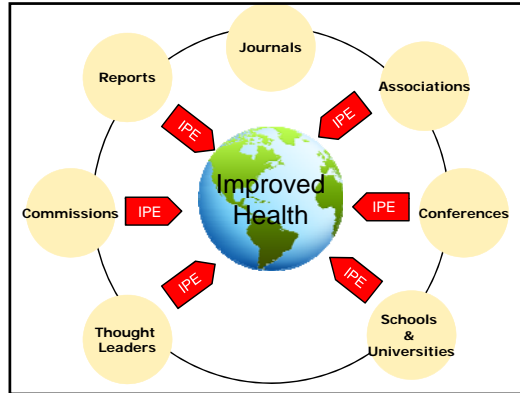 Journals
Reports
Associations
IPE
IPE
Improved
Health
Commissions
IPE
IPE
Conferences
IPE
IPE
Thought
Leaders
Schools
&
Universities